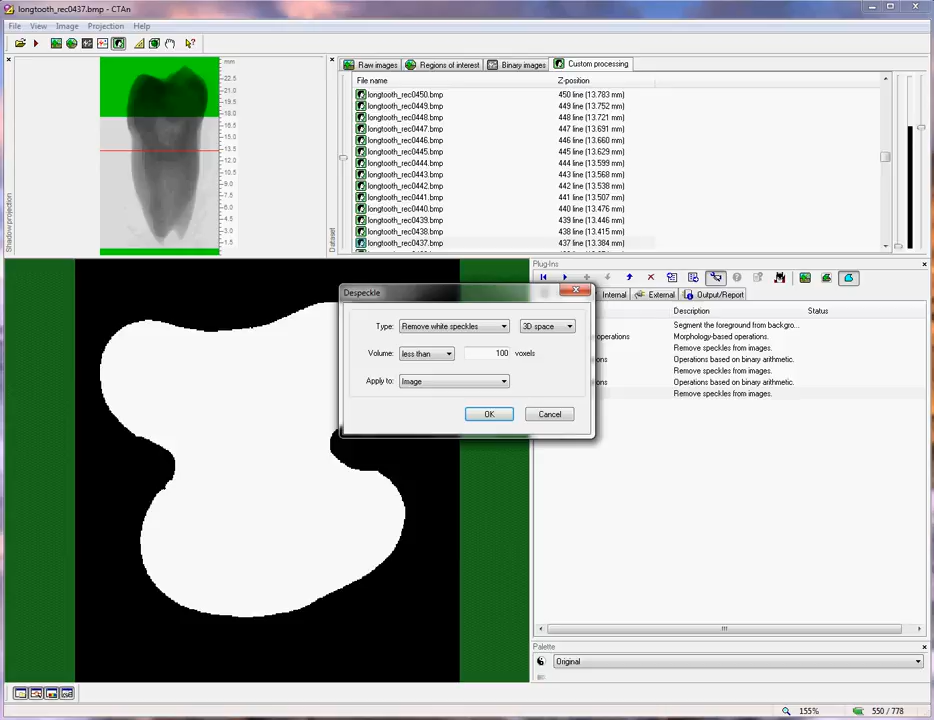 longtooth_rec0437.bmp - CTAn
File View Image Projection Help
Shadow projection
mm
22.5
21.0
19.5
18.0
16.5
15.0
13.5
12.0
10.5
9.0
7.5
6.0
4.5
3.0
1.5
Dataset
Raw images Regions of interest Binary images Custom processing
File name Z-position
longtooth_rec0450.bmp 450 line (13.783 mm)
longtooth_rec0449.bmp 449 line (13.752 mm)
longtooth_rec0448.bmp 448 line (13.721 mm)
longtooth_rec0447.bmp 447 line (13.691 mm)
longtooth_rec0446.bmp 446 line (13.660 mm)
longtooth_rec0445.bmp 445 line (13.629 mm)
longtooth_rec0444.bmp 444 line (13.599 mm)
longtooth_rec0443.bmp 443 line (13.568 mm)
longtooth_rec0442.bmp 442 line (13.538 mm)
longtooth_rec0441.bmp 441 line (13.507 mm)
longtooth_rec0440.bmp 440 line (13.476 mm)
longtooth_rec0439.bmp 439 line (13.446 mm)
longtooth_rec0438.bmp 438 line (13.415 mm)
longtooth_rec0437.bmp 437 line (13.384 mm)
Plug-Ins
Internal External Output/Report
Description Status
Segment the foreground from backgro...
operations Morphology-based operations.
Remove speckles from images.
ons Operations based on binary arithmetic.
Remove speckles from images.
ons Operations based on binary arithmetic.
Remove speckles from images.
Despeckle
Type: Remove white speckles 3D space
Volume: less than 100 voxels
Apply to: Image
OK Cancel
Palette
Original
155% 550 / 778